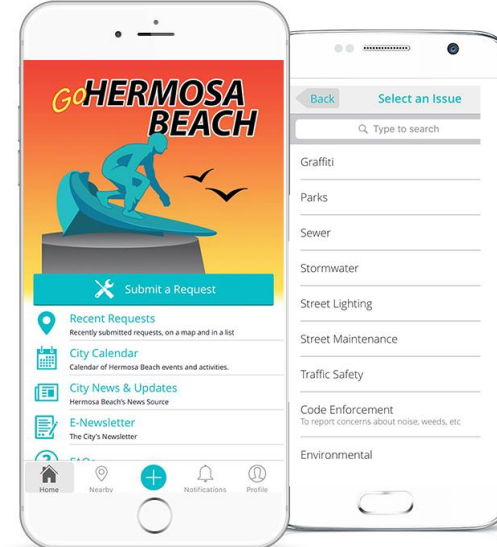 GoHERMOSA
BEACH
Submit a Request
Recent Requests
Recently submitted requests, on a map and in a list
City Calendar
Calendar of Hermosa Beach events and activities.
City News & Updates
Hermosa Beach's News Source
E-Newsletter
The City's Newsletter
Home
Nearby
Notifications
Profile
Back
Select an Issue
Type to search
Graffiti
Parks
Sewer
Stormwater
Street Lighting
Street Maintenance
Traffic Safety
Code Enforcement
To report concerns about noise, weeds, etc
Environmental